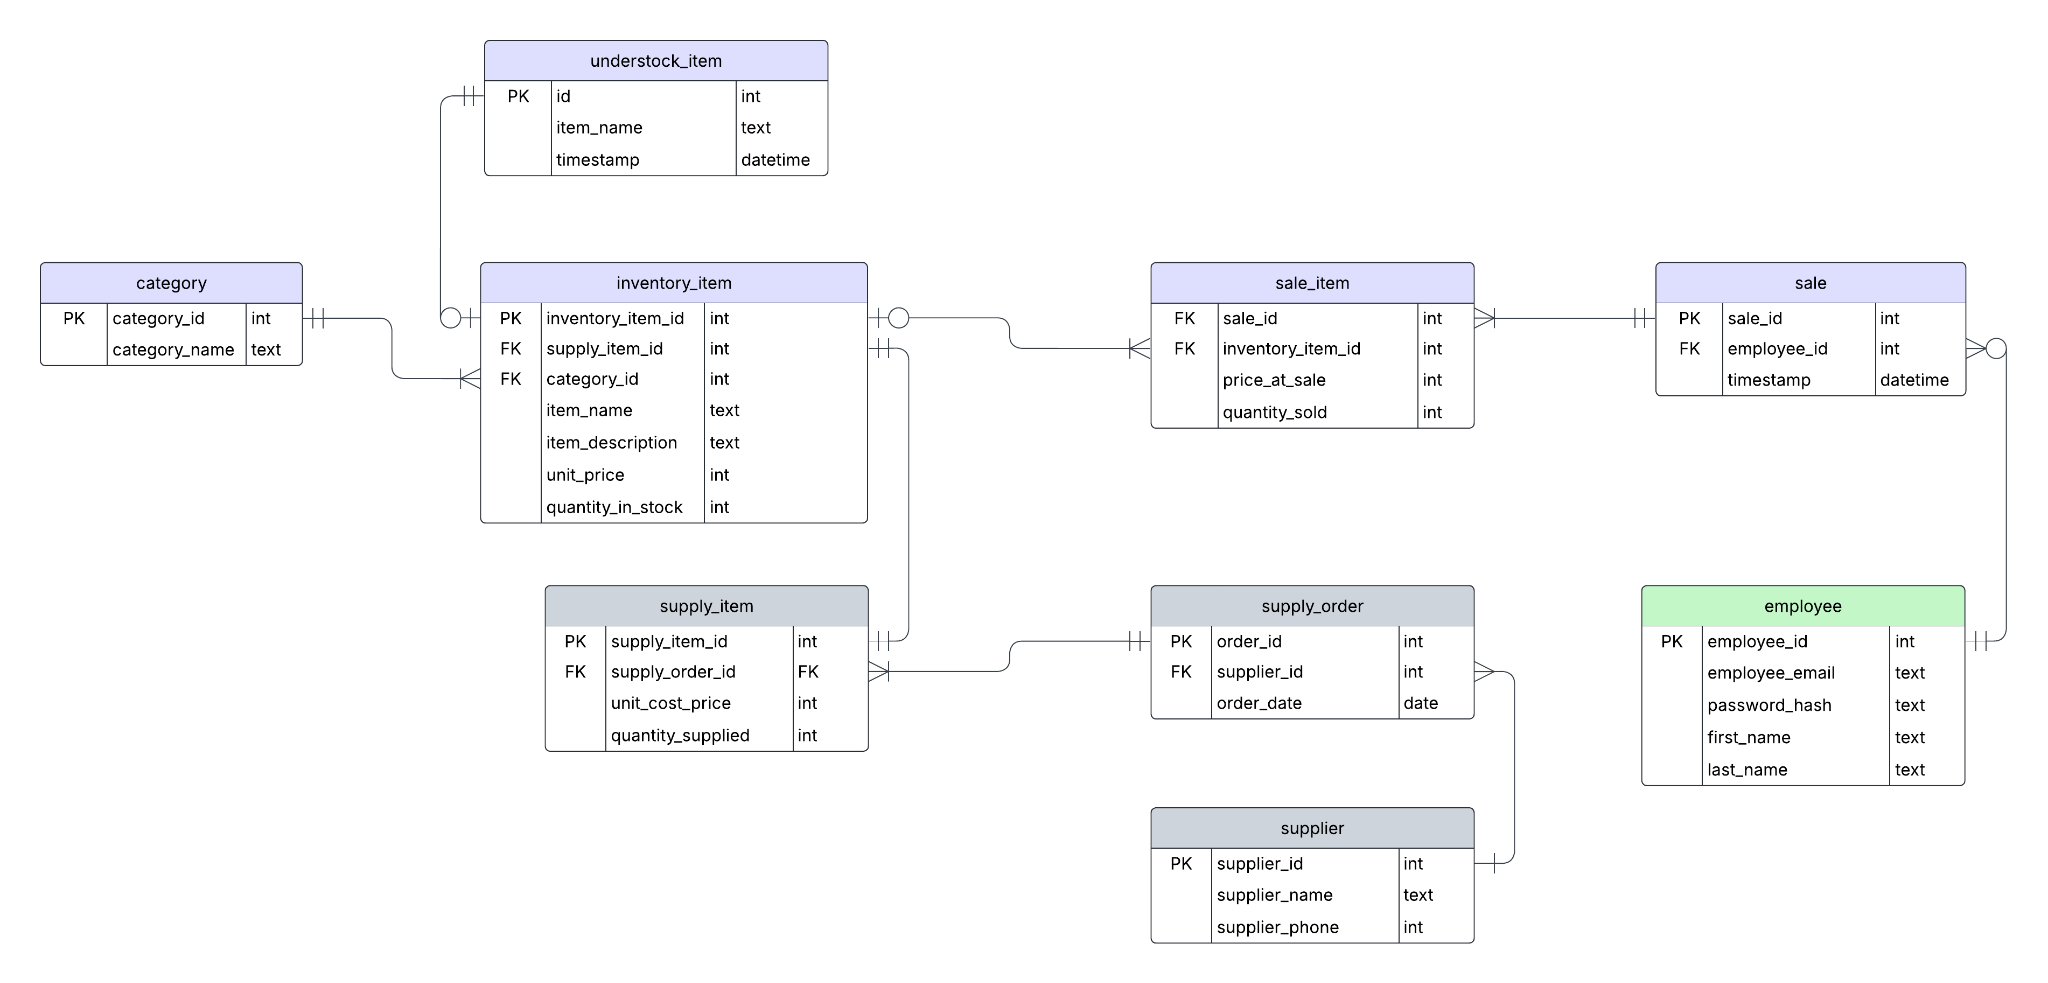 understock_item
PK id int
item_name text
timestamp datetime
category
PK category_id int
category_name text
inventory_item
PK inventory_item_id int
FK supply_item_id int
FK category_id int
item_name text
item_description text
unit_price int
quantity_in_stock int
sale_item
FK sale_id int
FK inventory_item_id int
price_at_sale int
quantity_sold int
sale
PK sale_id int
FK employee_id int
timestamp datetime
supply_item
PK supply_item_id int
FK supply_order_id FK
unit_cost_price int
quantity_supplied int
supply_order
PK order_id int
FK supplier_id int
order_date date
employee
PK employee_id int
employee_email text
password_hash text
first_name text
last_name text
supplier
PK supplier_id int
supplier_name text
supplier_phone int